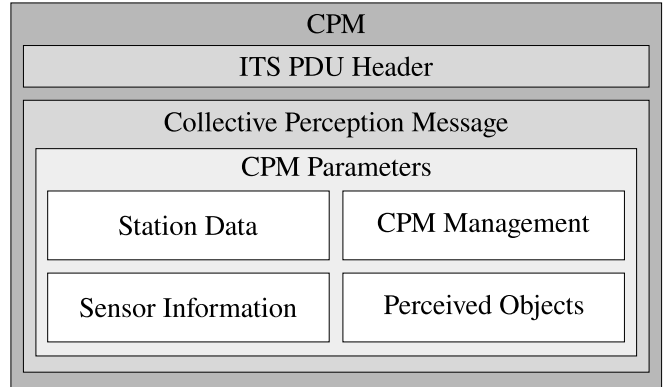 CPM
ITS PDU Header
Collective Perception Message
CPM Parameters
Station Data
CPM Management
Sensor Information
Perceived Objects